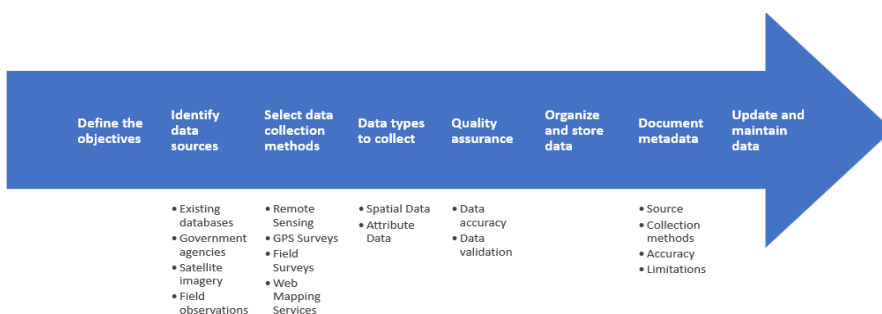 Define the
objectives
Identify
data
sources
• Existing
databases
• Government
agencies
• Satellite
imagery
• Field
observations
Select data
collection
methods
• Remote
Sensing
• GPS Surveys
• Field
Surveys
• Web
Mapping
Services
Data types
to collect
• Spatial Data
• Attribute
Data
Quality
assurance
• Data
accuracy
• Data
validation
Organize
and store
data
Document
metadata
• Source
• Collection
methods
• Accuracy
• Limitations
Update and
maintain
data